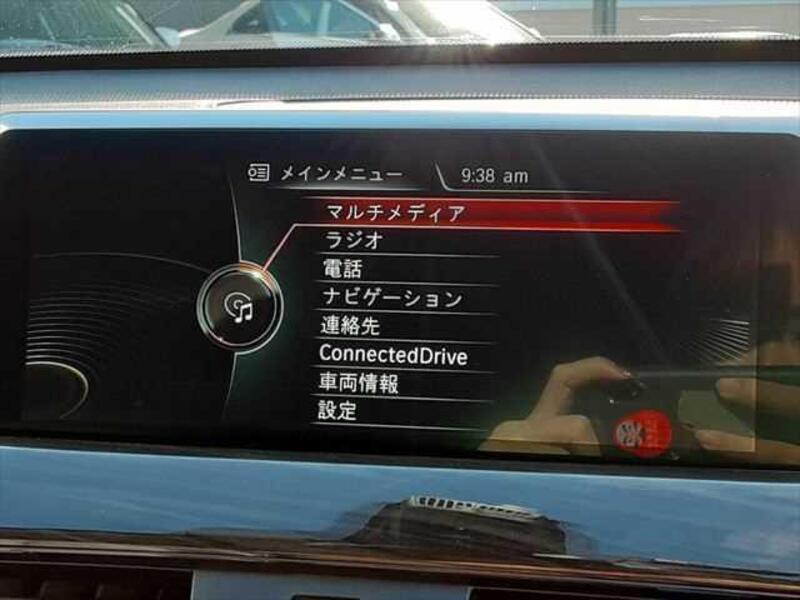 メインメニュー 9:38 am
マルチメディア
ラジオ
電話
ナビゲーション
連絡先
ConnectedDrive
車両情報
設定